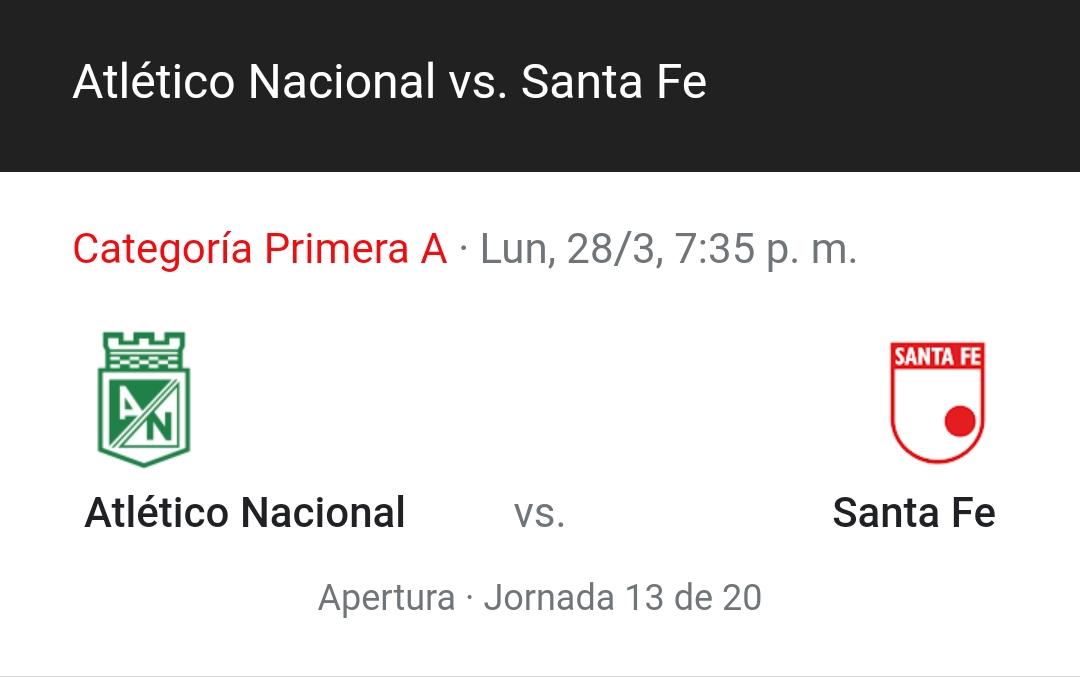 Atlético Nacional vs. Santa Fe
Categoría Primera A · Lun, 28/3, 7:35 p. m.
AN
SANTA FE
Atlético Nacional vs. Santa Fe
Apertura · Jornada 13 de 20